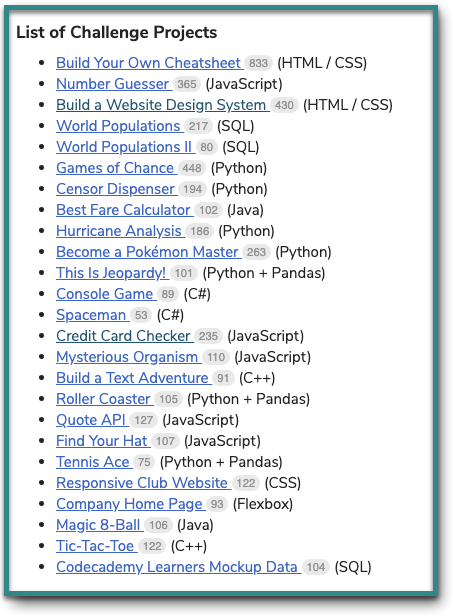 List of Challenge Projects
• Build Your Own Cheatsheet 833 (HTML / CSS)
• Number Guesser 365 (JavaScript)
• Build a Website Design System 430 (HTML / CSS)
• World Populations 217 (SQL)
• World Populations II 80 (SQL)
• Games of Chance 448 (Python)
• Censor Dispenser 194 (Python)
• Best Fare Calculator 102 (Java)
• Hurricane Analysis 186 (Python)
• Become a Pokémon Master 263 (Python)
• This Is Jeopardy! 101 (Python + Pandas)
• Console Game 89 (C#)
• Spaceman 53 (C#)
• Credit Card Checker 235 (JavaScript)
• Mysterious Organism 110 (JavaScript)
• Build a Text Adventure 91 (C++)
• Roller Coaster 105 (Python + Pandas)
• Quote API 127 (JavaScript)
• Find Your Hat 107 (JavaScript)
• Tennis Ace 75 (Python + Pandas)
• Responsive Club Website 122 (CSS)
• Company Home Page 93 (Flexbox)
• Magic 8-Ball 106 (Java)
• Tic-Tac-Toe 122 (C++)
• Codecademy Learners Mockup Data 104 (SQL)